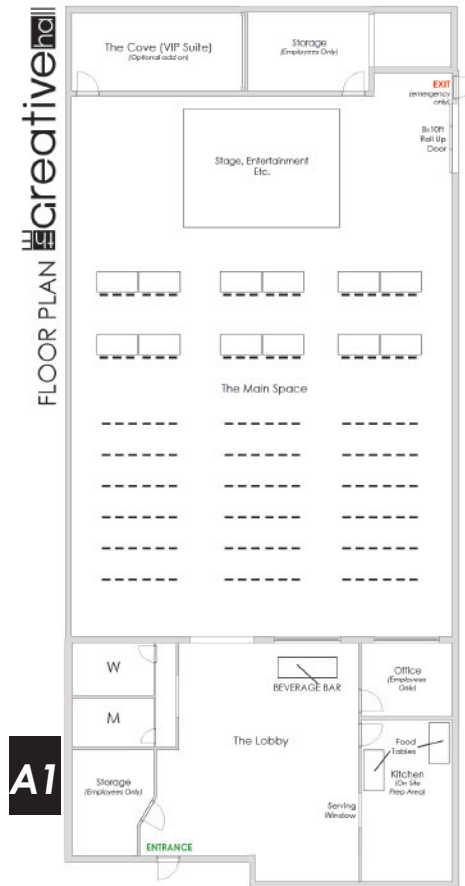 FLOOR PLAN the creative hall
The Cove (VIP Suite)
(Optional add on)
Storage
(Employees Only)
EXIT
(emergency
only)
8x10ft
Roll Up
Door
Stage, Entertainment
Etc.
The Main Space
W
M
BEVERAGE BAR
Office
(Employees
Only)
The Lobby
Food
Tables
Kitchen
(On Site
Prep Area)
A1
Storage
(Employees Only)
Serving
Window
ENTRANCE